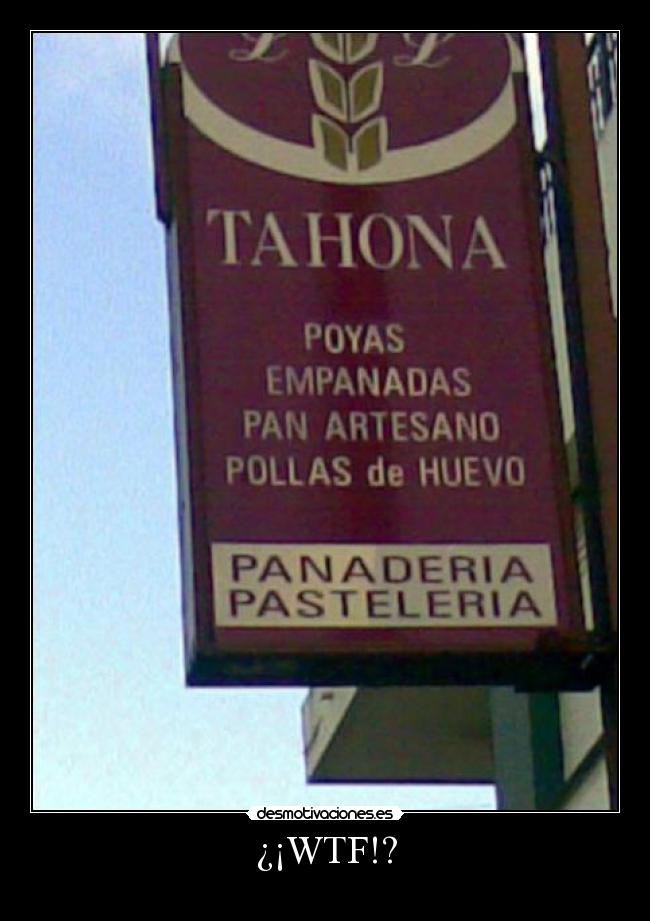 TAHONA
POYAS
EMPANADAS
PAN ARTESANO
POLLAS de HUEVO
PANADERIA
PASTELERIA
desmotivaciones.es
¿¡WTF!?